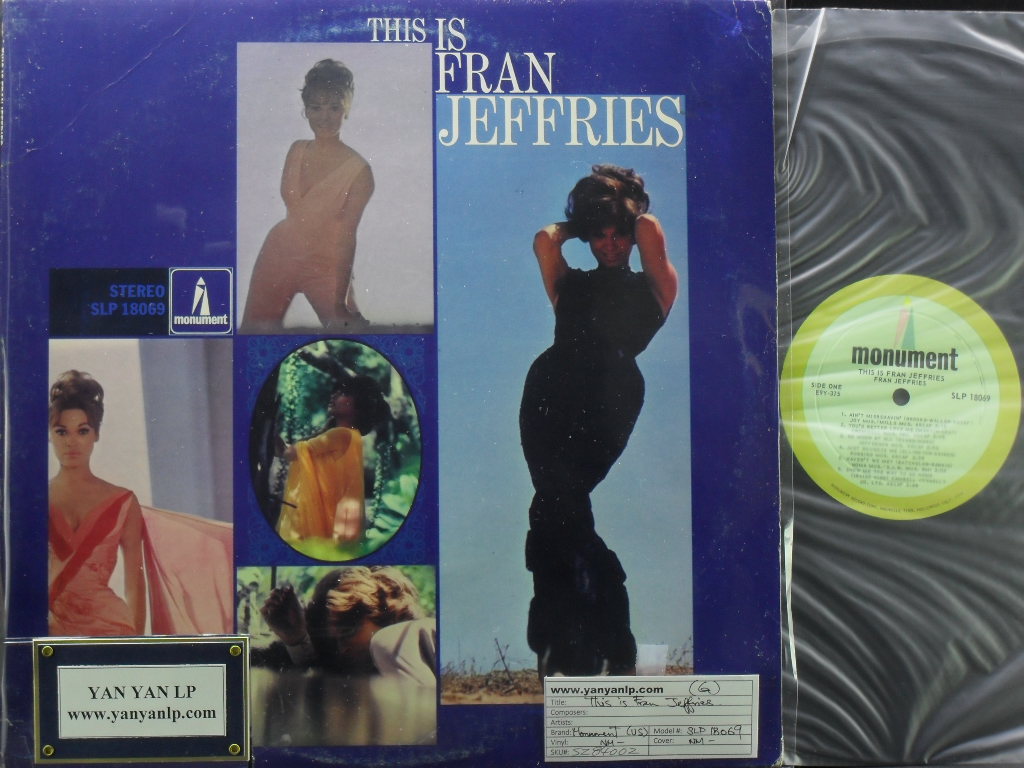 THIS IS
FRAN
JEFFRIES
STEREO
SLP 18069
monument
YAN YAN LP
www.yanyanlp.com
www.yanyanlp.com (G)
Title: This is Fran Jeffries
Composers:
Artists:
Brand: Monument (US) Model#: SLP 18069
Vinyl: NM - Cover: NM -
SKU#: SZ84002
monument
THIS IS FRAN JEFFRIES
FRAN JEFFRIES
SIDE ONE
SLP 18069